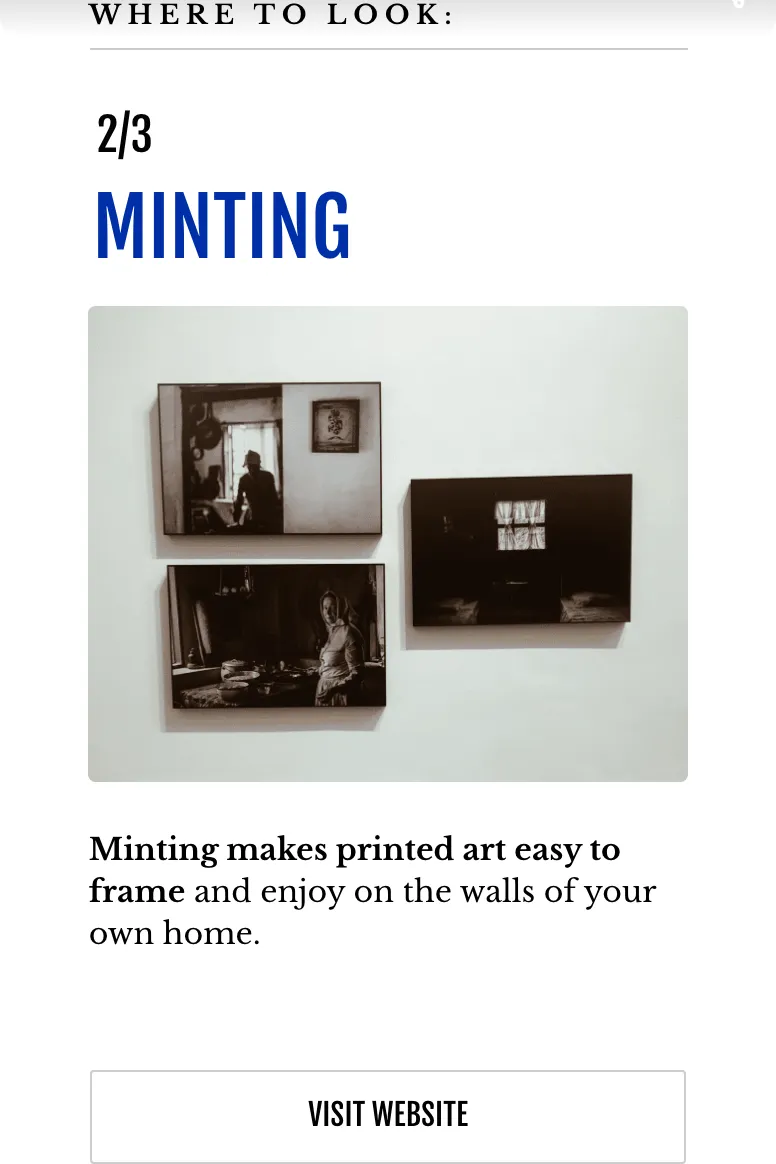 WHERE TO LOOK:
2/3
MINTING
Minting makes printed art easy to
frame and enjoy on the walls of your
own home.
VISIT WEBSITE